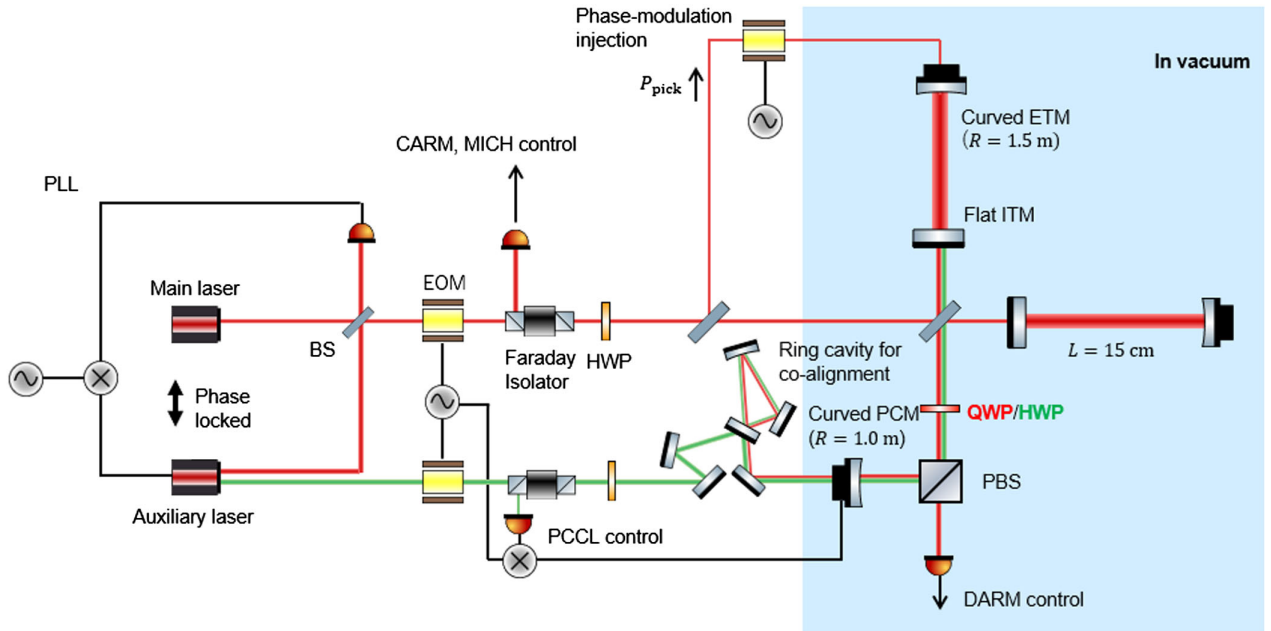 Phase-modulation
injection
In vacuum
P_pick
Curved ETM
(R = 1.5 m)
CARM, MICH control
PLL
Flat ITM
EOM
Main laser
BS
Faraday
Isolator
HWP
Ring cavity for
co-alignment
L = 15 cm
Phase
locked
Curved PCM
(R = 1.0 m)
QWP/HWP
PBS
Auxiliary laser
PCCL control
DARM control